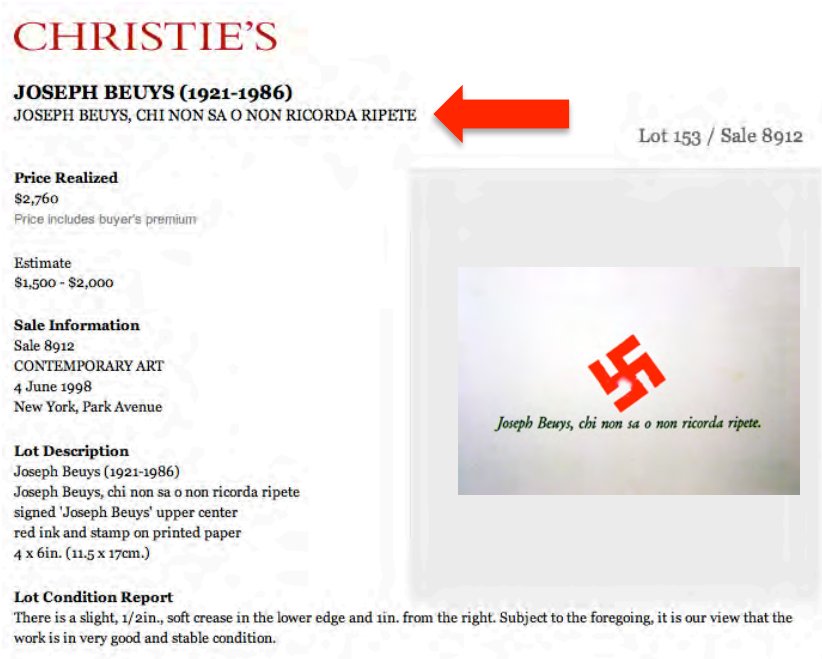 CHRISTIE'S
JOSEPH BEUYS (1921-1986)
JOSEPH BEUYS, CHI NON SA O NON RICORDA RIPETE
Lot 153 / Sale 8912
Price Realized
$2,760
Price includes buyer's premium
Estimate
$1,500 - $2,000
Sale Information
Sale 8912
CONTEMPORARY ART
4 June 1998
New York, Park Avenue
Joseph Beuys, chi non sa o non ricorda ripete.
Lot Description
Joseph Beuys (1921-1986)
Joseph Beuys, chi non sa o non ricorda ripete
signed 'Joseph Beuys' upper center
red ink and stamp on printed paper
4 x 6in. (11.5 x 17cm.)
Lot Condition Report
There is a slight, 1/2in., soft crease in the lower edge and 1in. from the right. Subject to the foregoing, it is our view that the
work is in very good and stable condition.